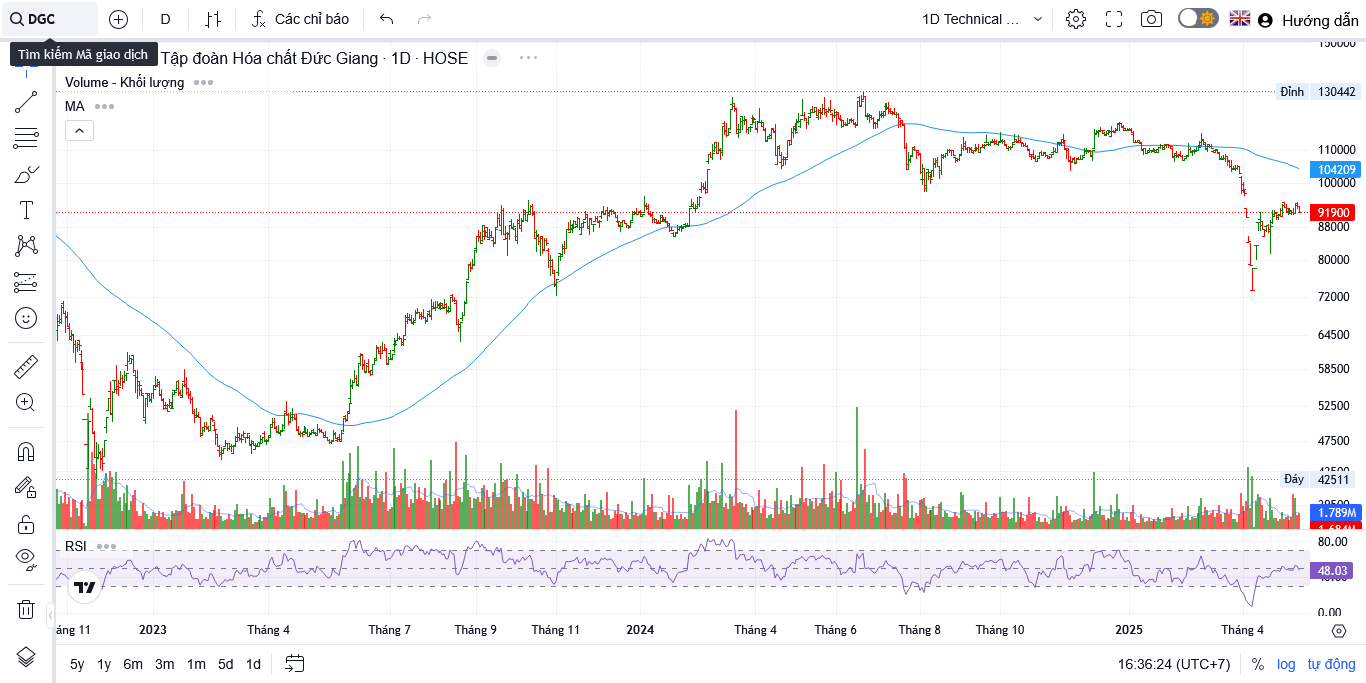 DGC
D
Các chỉ báo
1D Technical ...
Hướng dẫn
Tìm kiếm Mã giao dịch
Tập đoàn Hóa chất Đức Giang · 1D · HOSE
Volume - Khối lượng
MA
150000
Đỉnh 130442
110000
104209
100000
91900
88000
80000
72000
64500
58500
52500
47500
42500
Đáy 42511
1.789M
1.684M
RSI
80.00
48.03
0.00
áng 11 2023 Tháng 4 Tháng 7 Tháng 9 Tháng 11 2024 Tháng 4 Tháng 6 Tháng 8 Tháng 10 2025 Tháng 4
5y 1y 6m 3m 1m 5d 1d
16:36:24 (UTC+7) % log tự động